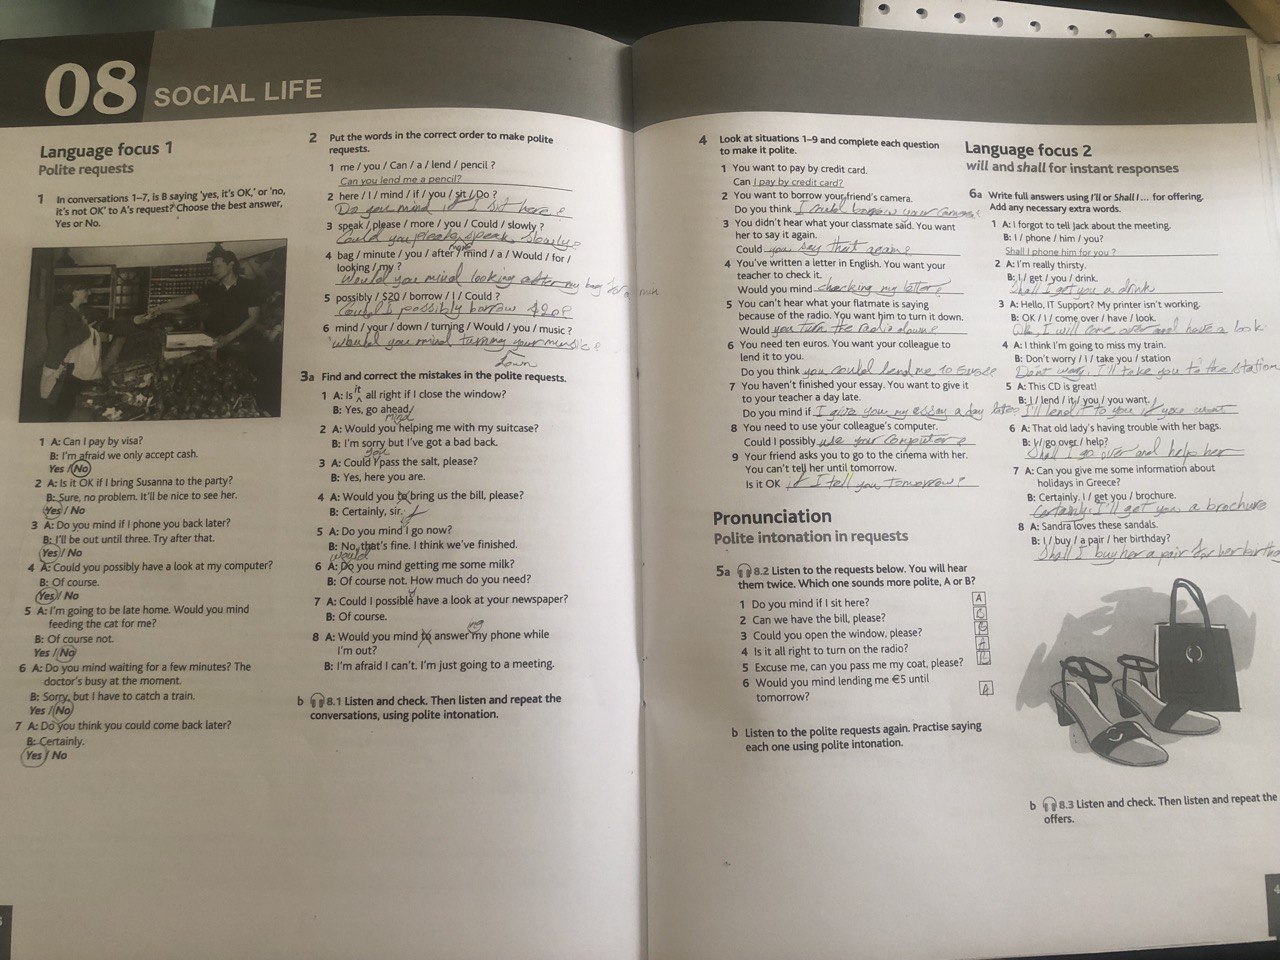 08 SOCIAL LIFE
Language focus 1
Polite requests
1 In conversations 1–7, is B saying 'yes, it's OK,' or 'no,
it's not OK' to A's request? Choose the best answer,
Yes or No.
1 A: Can I pay by visa?
B: I'm afraid we only accept cash.
Yes / No
2 A: Is it OK if I bring Susanna to the party?
B: Sure, no problem. It'll be nice to see her.
Yes / No
3 A: Do you mind if I phone you back later?
B: I'll be out until three. Try after that.
Yes / No
4 A: Could you possibly have a look at my computer?
B: Of course.
Yes / No
5 A: I'm going to be late home. Would you mind
feeding the cat for me?
B: Of course not.
Yes / No
6 A: Do you mind waiting for a few minutes? The
doctor's busy at the moment.
B: Sorry, but I have to catch a train.
Yes / No
7 A: Do you think you could come back later?
B: Certainly.
Yes / No
2 Put the words in the correct order to make polite
requests.
1 me / you / Can / a / lend / pencil ?
Can you lend me a pencil?
2 here / I / mind / if / you / sit / Do ?
Do you mind if I sit here?
3 speak / please / more / you / Could / slowly ?
Could you please speak slowly?
more
4 bag / minute / you / after / mind / a / Would / for /
looking / my ?
Would you mind looking after my bag for a min
5 possibly / $20 / borrow / I / Could ?
Could I possibly borrow $20?
6 mind / your / down / turning / Would / you / music ?
Would you mind turning your music?
down
3a Find and correct the mistakes in the polite requests.
it
1 A: Is all right if I close the window?
B: Yes, go ahead.
mind
2 A: Would you helping me with my suitcase?
B: I'm sorry but I've got a bad back.
you
3 A: Could pass the salt, please?
B: Yes, here you are.
4 A: Would you to bring us the bill, please?
B: Certainly, sir.
if
5 A: Do you mind I go now?
B: No, that's fine. I think we've finished.
would
6 A: Do you mind getting me some milk?
B: Of course not. How much do you need?
7 A: Could I possible have a look at your newspaper?
y
B: Of course.
ing
8 A: Would you mind to answer my phone while
I'm out?
B: I'm afraid I can't. I'm just going to a meeting.
b 8.1 Listen and check. Then listen and repeat the
conversations, using polite intonation.
4 Look at situations 1–9 and complete each question
to make it polite.
1 You want to pay by credit card.
Can I pay by credit card?
2 You want to borrow your friend's camera.
Do you think I could borrow your camera?
3 You didn't hear what your classmate said. You want
her to say it again.
Could you say that again?
4 You've written a letter in English. You want your
teacher to check it.
Would you mind checking my letter?
5 You can't hear what your flatmate is saying
because of the radio. You want him to turn it down.
Would you turn the radio down?
6 You need ten euros. You want your colleague to
lend it to you.
Do you think you could lend me 10 euros?
7 You haven't finished your essay. You want to give it
to your teacher a day late.
Do you mind if I give you my essay a day late?
8 You need to use your colleague's computer.
Could I possibly use your computer?
9 Your friend asks you to go to the cinema with her.
You can't tell her until tomorrow.
Is it OK if I tell you tomorrow?
Pronunciation
Polite intonation in requests
5a 8.2 Listen to the requests below. You will hear
them twice. Which one sounds more polite, A or B?
1 Do you mind if I sit here? A
2 Can we have the bill, please?
3 Could you open the window, please?
4 Is it all right to turn on the radio? A
5 Excuse me, can you pass me my coat, please?
6 Would you mind lending me €5 until
tomorrow? A
b Listen to the polite requests again. Practise saying
each one using polite intonation.
Language focus 2
will and shall for instant responses
6a Write full answers using I'll or Shall I... for offering.
Add any necessary extra words.
1 A: I forgot to tell Jack about the meeting.
B: I / phone / him / you?
Shall I phone him for you ?
2 A: I'm really thirsty.
B: I / get / you / drink.
Shall I get you a drink
3 A: Hello, IT Support? My printer isn't working.
B: OK / I / come over / have / look.
Ok, I will come over and have a look
4 A: I think I'm going to miss my train.
B: Don't worry / I / take you / station
Don't worry, I'll take you to the station
5 A: This CD is great!
B: I / lend / it / you / you want.
I'll lend it to you if you want
6 A: That old lady's having trouble with her bags.
B: I / go over / help?
Shall I go over and help her
7 A: Can you give me some information about
holidays in Greece?
B: Certainly. I / get you / brochure.
Certainly, I'll get you a brochure
8 A: Sandra loves these sandals.
B: I / buy / a pair / her birthday?
Shall I buy her a pair for her
b 8.3 Listen and check. Then listen and repeat the
offers.